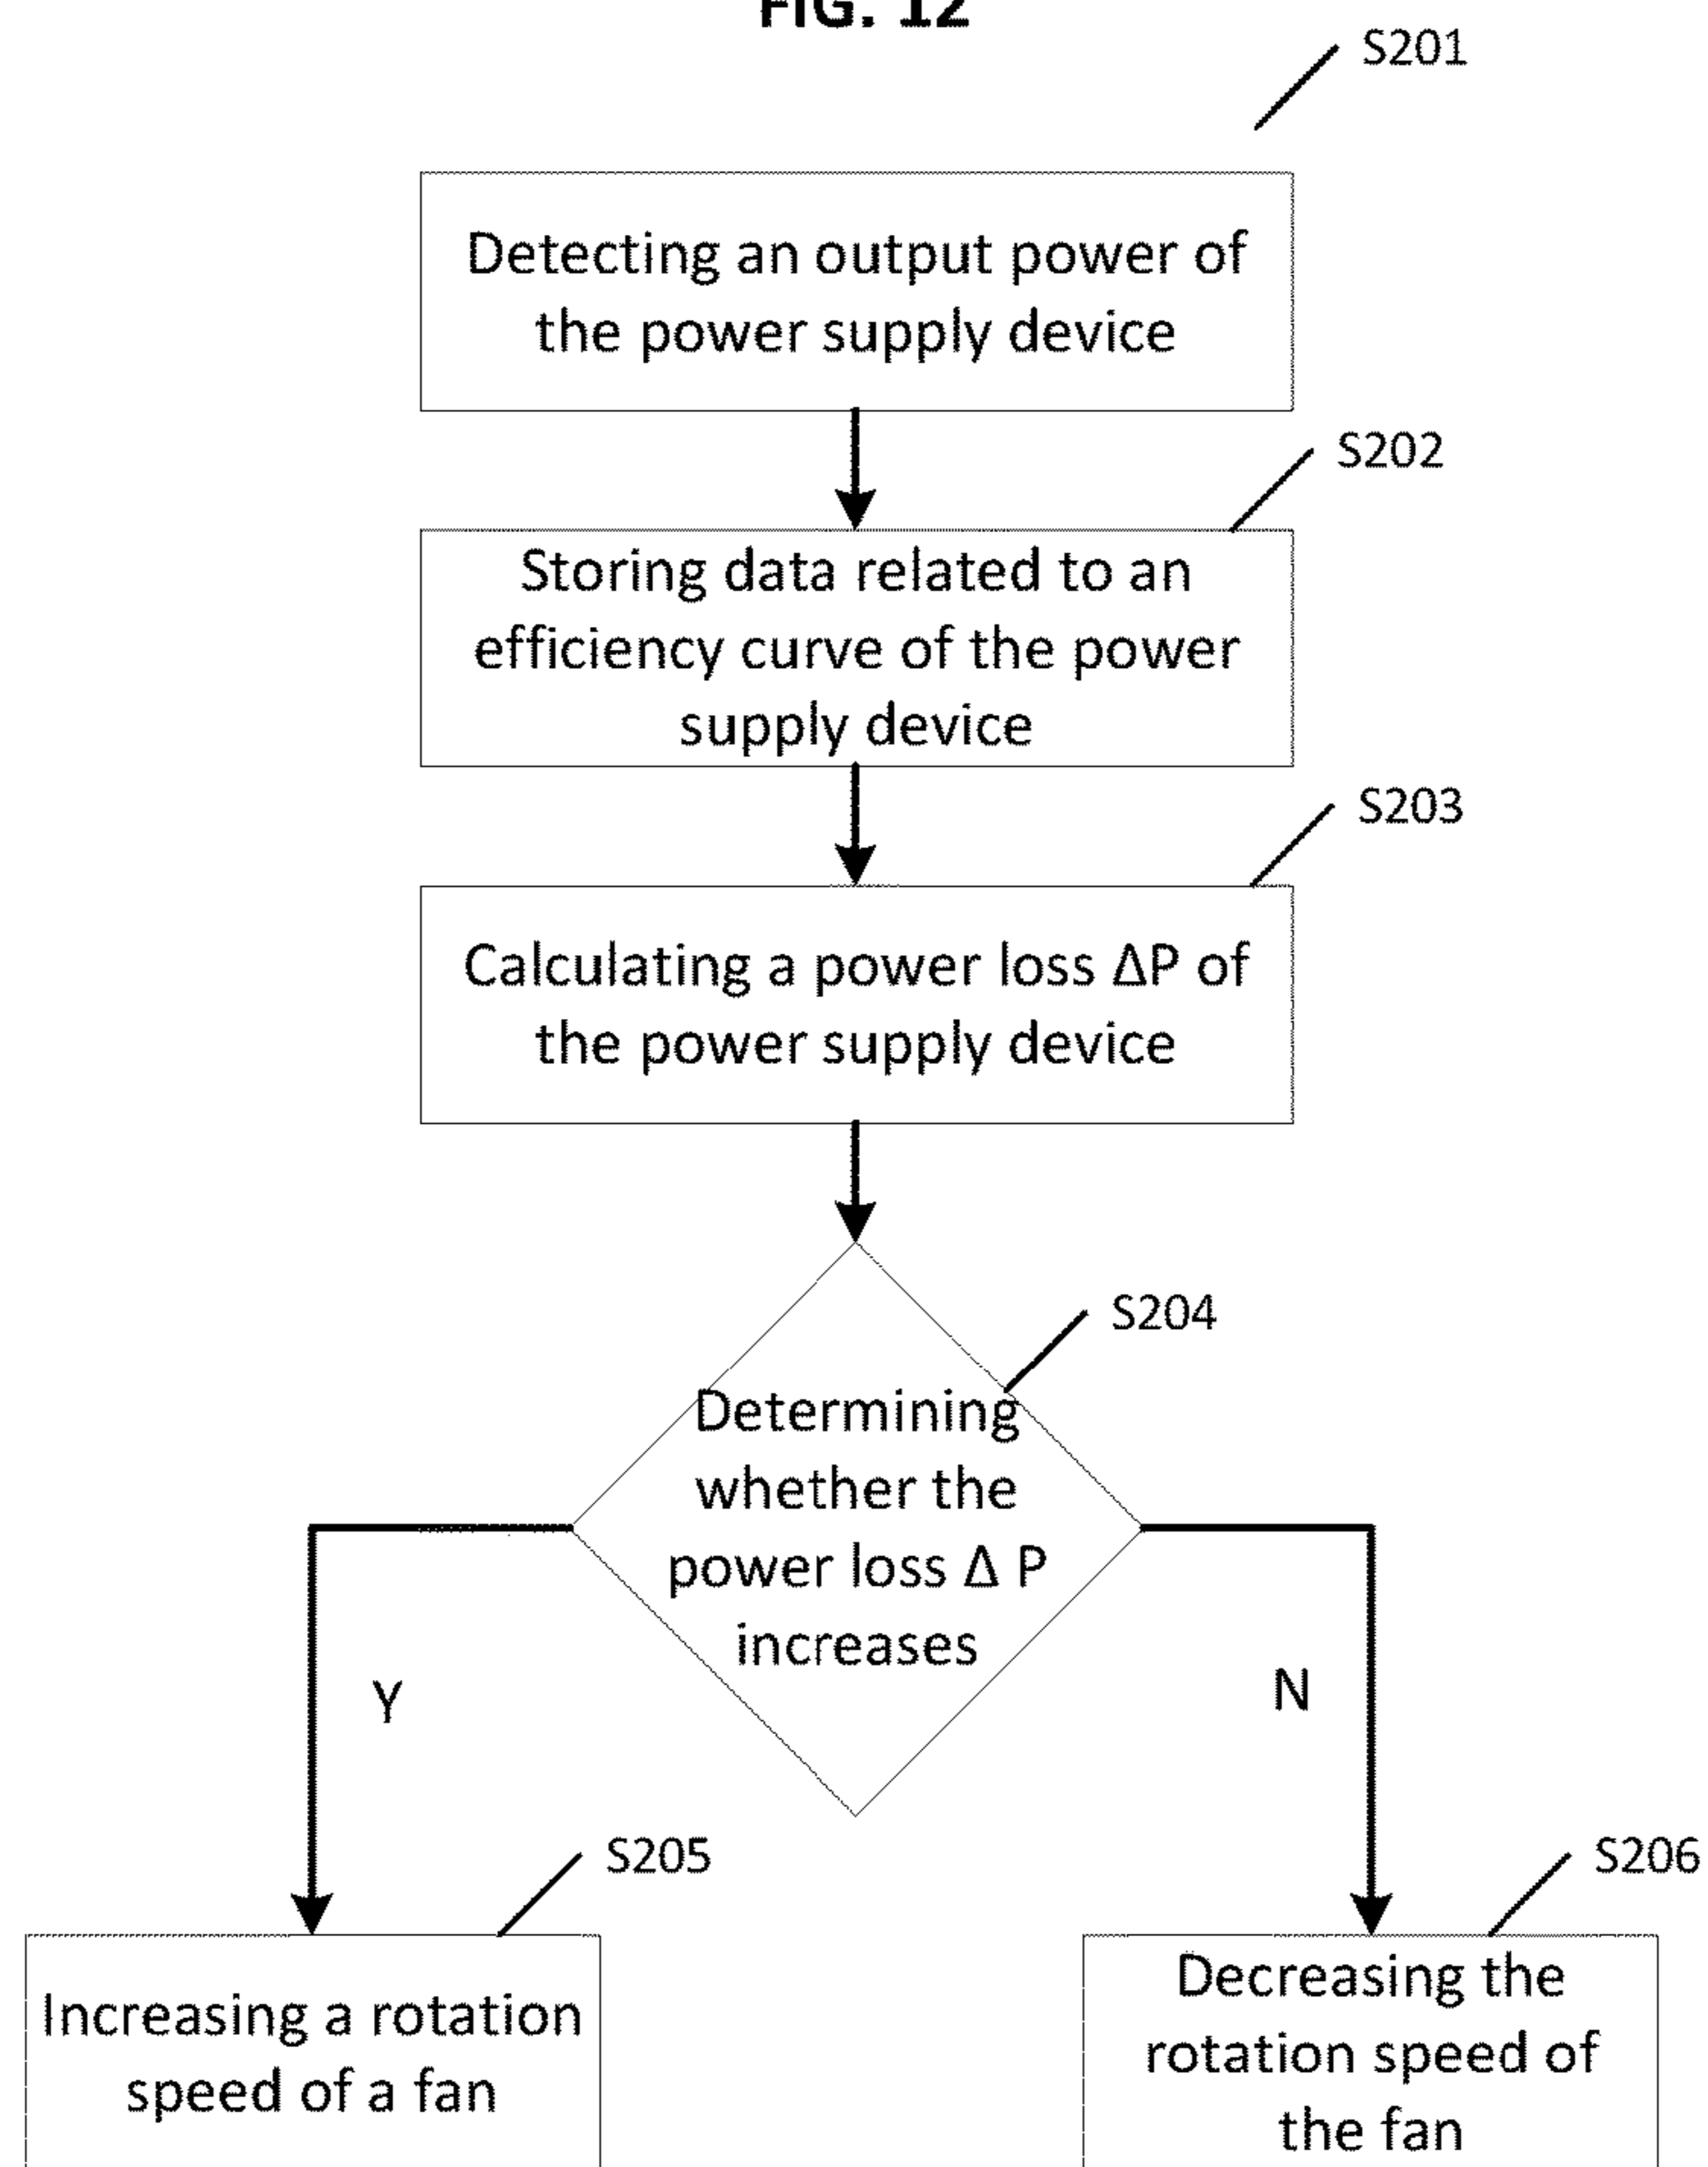 FIG. 12
S201
Detecting an output power of
the power supply device
S202
Storing data related to an
efficiency curve of the power
supply device
S203
Calculating a power loss ΔP of
the power supply device
S204
Determining
whether the
power loss Δ P
increases
Y
N
S205
S206
Increasing a rotation
speed of a fan
Decreasing the
rotation speed of
the fan